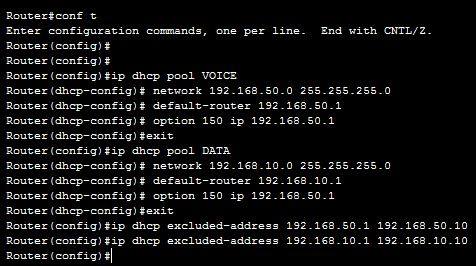 Router#conf t
Enter configuration commands, one per line.  End with CNTL/Z.
Router(config)#
Router(config)#
Router(config)#ip dhcp pool VOICE
Router(dhcp-config)# network 192.168.50.0 255.255.255.0
Router(dhcp-config)# default-router 192.168.50.1
Router(dhcp-config)# option 150 ip 192.168.50.1
Router(dhcp-config)#exit
Router(config)#ip dhcp pool DATA
Router(dhcp-config)# network 192.168.10.0 255.255.255.0
Router(dhcp-config)# default-router 192.168.10.1
Router(dhcp-config)# option 150 ip 192.168.50.1
Router(dhcp-config)#exit
Router(config)#ip dhcp excluded-address 192.168.50.1 192.168.50.10
Router(config)#ip dhcp excluded-address 192.168.10.1 192.168.10.10
Router(config)#